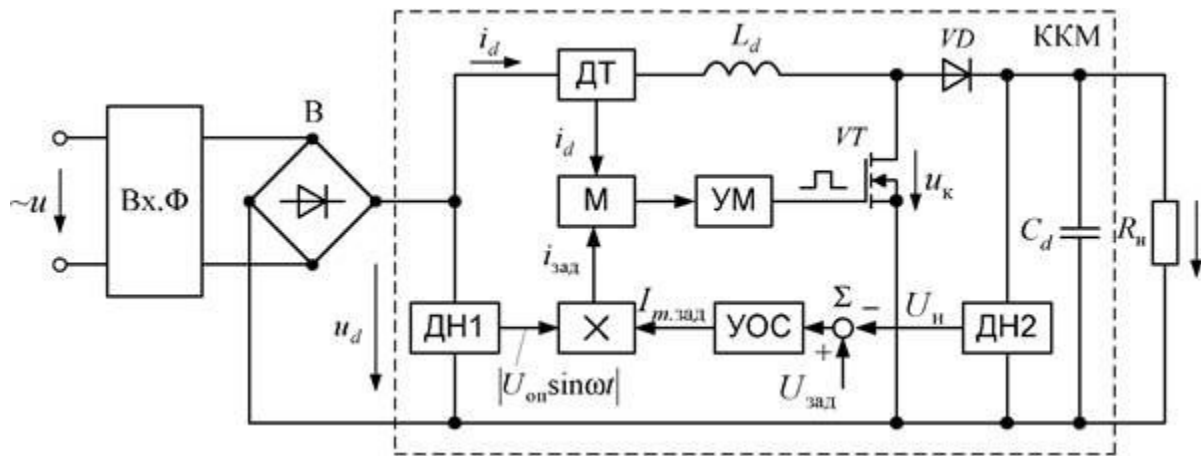 i_d
ДТ
L_d
VD
ККМ
В
i_d
VT
~u
Вх.Ф
М
УМ
u_к
C_d
R_н
i_зад
I_m.зад
Σ
−
U_н
u_d
ДН1
×
УОС
+
ДН2
|U_оп sinωt|
U_зад